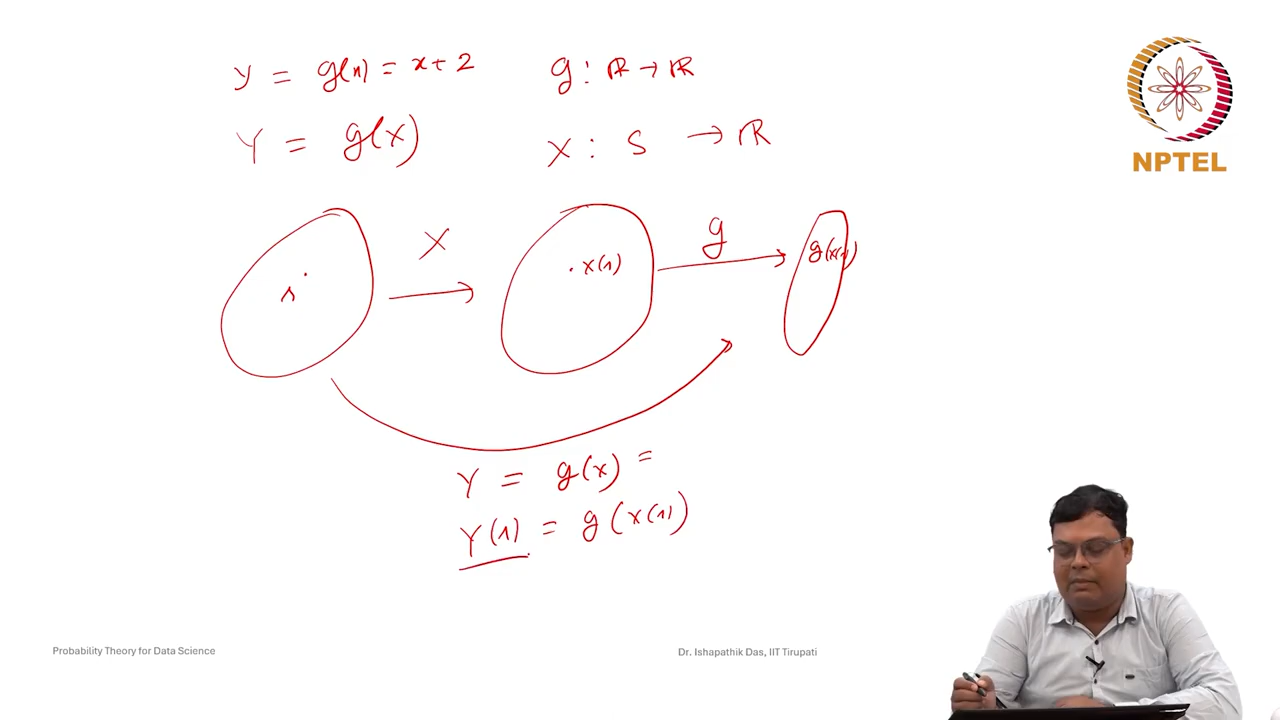 y = g(x) = x + 2 g : ℝ → ℝ
Y = g(X) X : S → ℝ
NPTEL
X
g
s
. X(s)
g(X(s))
Y = g(X) =
Y(s) = g(X(s))
Probability Theory for Data Science
Dr. Ishapathik Das, IIT Tirupati